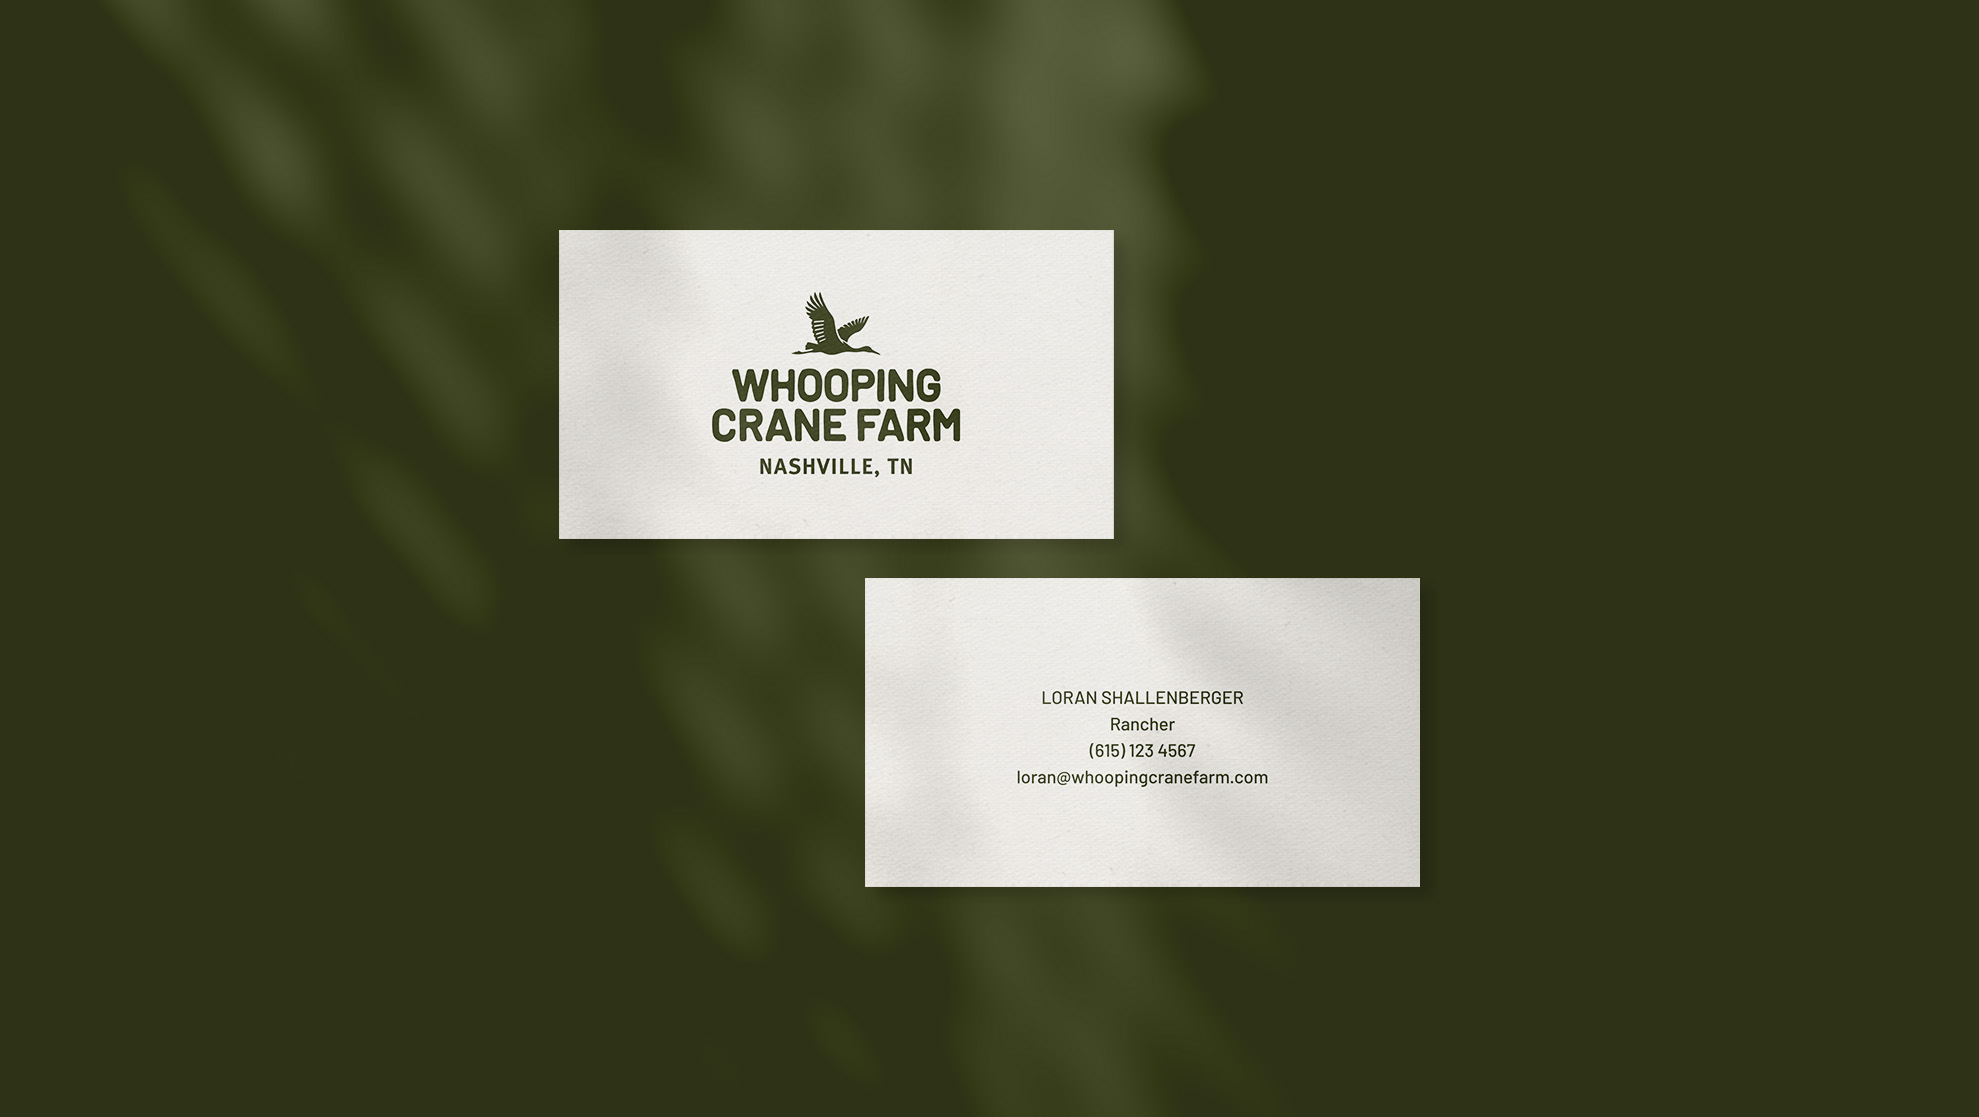 WHOOPING
CRANE FARM
NASHVILLE, TN
LORAN SHALLENBERGER
Rancher
(615) 123 4567
loran@whoopingcranefarm.com